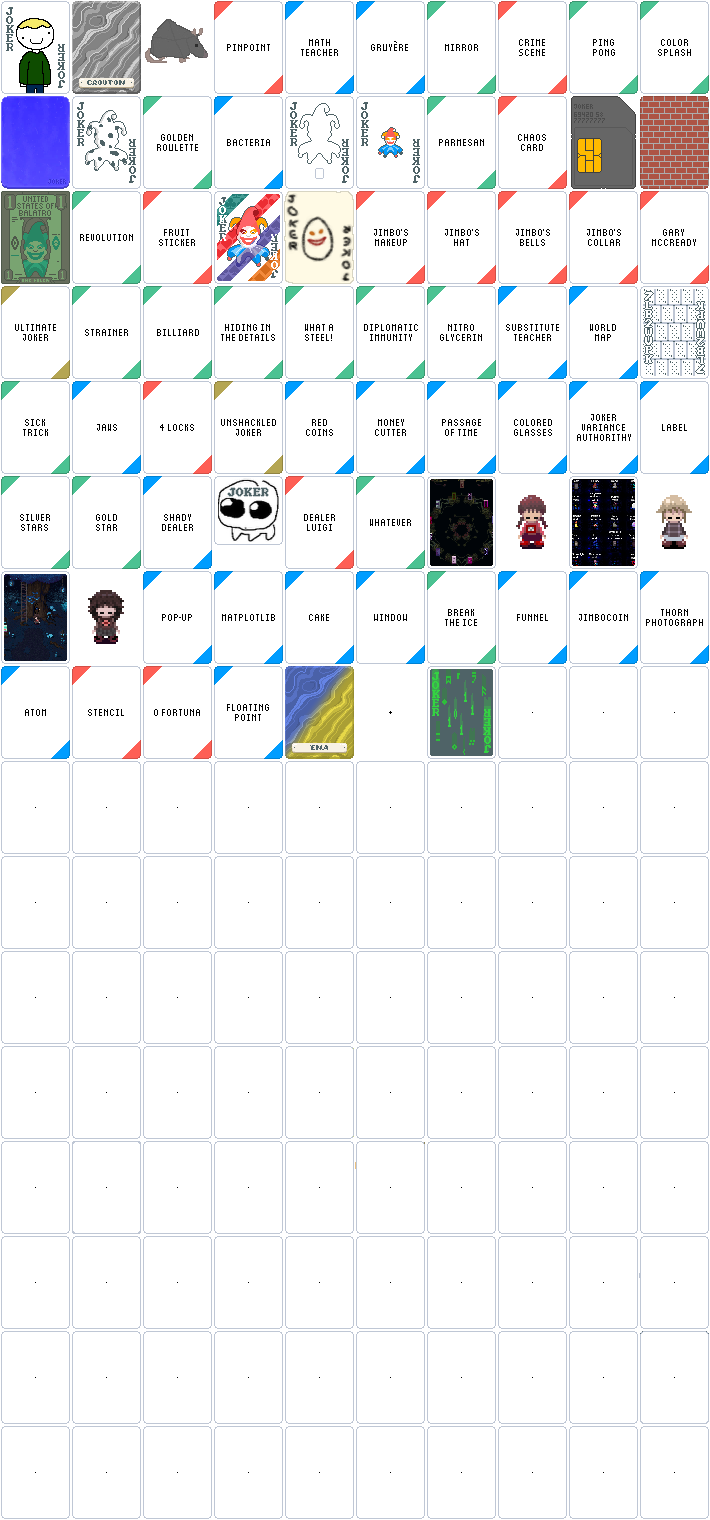 JOKER
JOKER
CROUTON
PINPOINT
MATH
TEACHER
GRUYÈRE
MIRROR
CRIME
SCENE
PING
PONG
COLOR
SPLASH
JOKER
JOKER
JOKER
GOLDEN
ROULETTE
BACTERIA
JOKER
JOKER
JOKER
JOKER
PARMESAN
CHAOS
CARD
JOKER
UNITED
STATES OF
BALATRO
REVOLUTION
FRUIT
STICKER
JOKER
JOKER
JOKER
JOKER
JIMBO'S
MAKEUP
JIMBO'S
HAT
JIMBO'S
BELLS
JIMBO'S
COLLAR
GARY
MCCREADY
ULTIMATE
JOKER
STRAINER
BILLIARD
HIDING IN
THE DETAILS
WHAT A
STEEL!
DIPLOMATIC
IMMUNITY
NITRO
GLYCERIN
SUBSTITUTE
TEACHER
WORLD
MAP
SICK
TRICK
JAWS
4 LOCKS
UNSHACKLED
JOKER
RED
COINS
MONEY
CUTTER
PASSAGE
OF TIME
COLORED
GLASSES
JOKER
VARIANCE
AUTHORITHY
LABEL
SILVER
STARS
GOLD
STAR
SHADY
DEALER
JOKER
DEALER
LUIGI
WHATEVER
POP-UP
MATPLOTLIB
CAKE
WINDOW
BREAK
THE ICE
FUNNEL
JIMBOCOIN
THORN
PHOTOGRAPH
ATOM
STENCIL
O FORTUNA
FLOATING
POINT
ENA